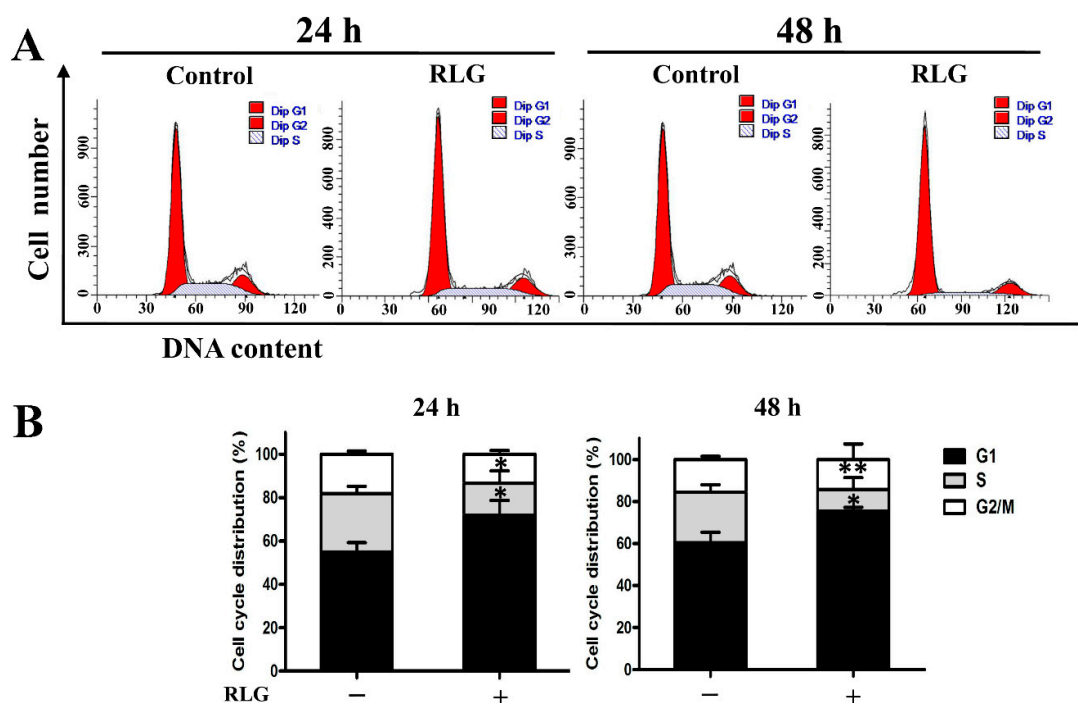 A
24 h
48 h
Control
RLG
Control
RLG
Dip G1
Dip G2
Dip S
Dip G1
Dip G2
Dip S
Dip G1
Dip G2
Dip S
Dip G1
Dip G2
Dip S
Cell number
0 300 600 900
0 200 400 600 800
0 300 600 900
0 200 400 600 800
0 30 60 90 120
0 30 60 90 120
0 30 60 90 120
0 30 60 90 120
DNA content
B
24 h
48 h
Cell cycle distribution (%)
100
80
60
40
20
0
* 
*
Cell cycle distribution (%)
100
80
60
40
20
0
**
*
G1
S
G2/M
RLG − + − +